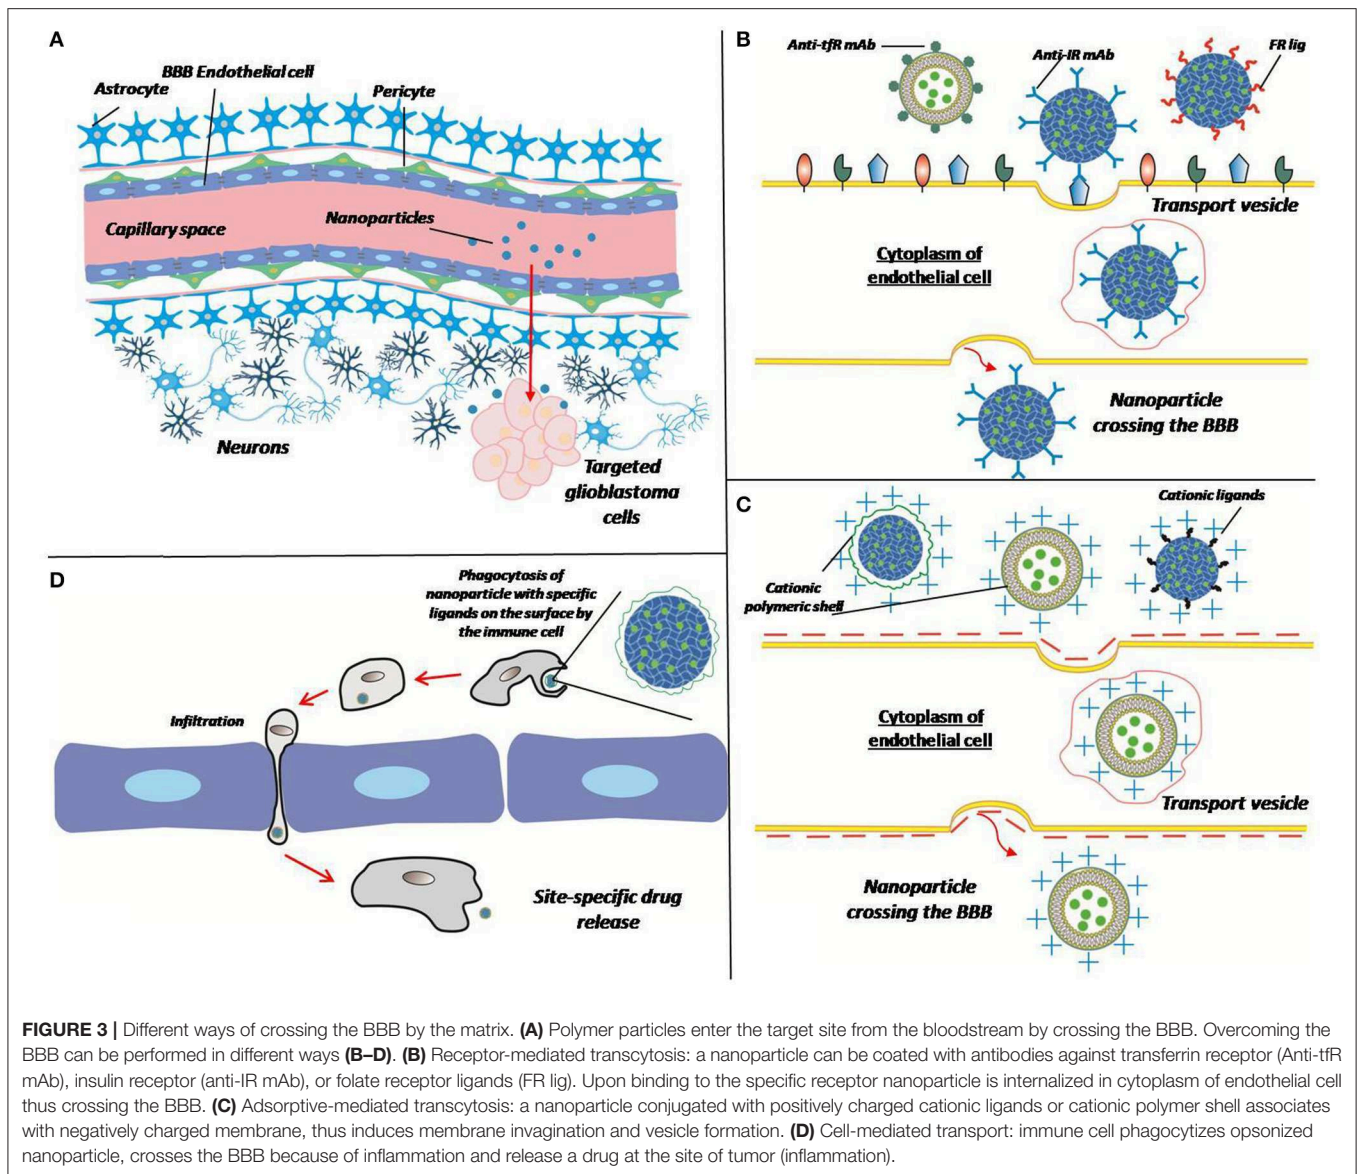 A
BBB Endothelial cell
Astrocyte
Pericyte
Capillary space
Nanoparticles
Neurons
Targeted
glioblastoma
cells
B
Anti-tfR mAb
Anti-IR mAb
FR lig
Transport vesicle
Cytoplasm of
endothelial cell
Nanoparticle
crossing the BBB
C
Cationic ligands
Cationic
polymeric shell
Cytoplasm of
endothelial cell
Transport vesicle
Nanoparticle
crossing the BBB
D
Phagocytosis of
nanoparticle with specific
ligands on the surface by
the immune cell
Infiltration
Site-specific drug
release
FIGURE 3 | Different ways of crossing the BBB by the matrix. (A) Polymer particles enter the target site from the bloodstream by crossing the BBB. Overcoming the
BBB can be performed in different ways (B–D). (B) Receptor-mediated transcytosis: a nanoparticle can be coated with antibodies against transferrin receptor (Anti-tfR
mAb), insulin receptor (anti-IR mAb), or folate receptor ligands (FR lig). Upon binding to the specific receptor nanoparticle is internalized in cytoplasm of endothelial cell
thus crossing the BBB. (C) Adsorptive-mediated transcytosis: a nanoparticle conjugated with positively charged cationic ligands or cationic polymer shell associates
with negatively charged membrane, thus induces membrane invagination and vesicle formation. (D) Cell-mediated transport: immune cell phagocytizes opsonized
nanoparticle, crosses the BBB because of inflammation and release a drug at the site of tumor (inflammation).